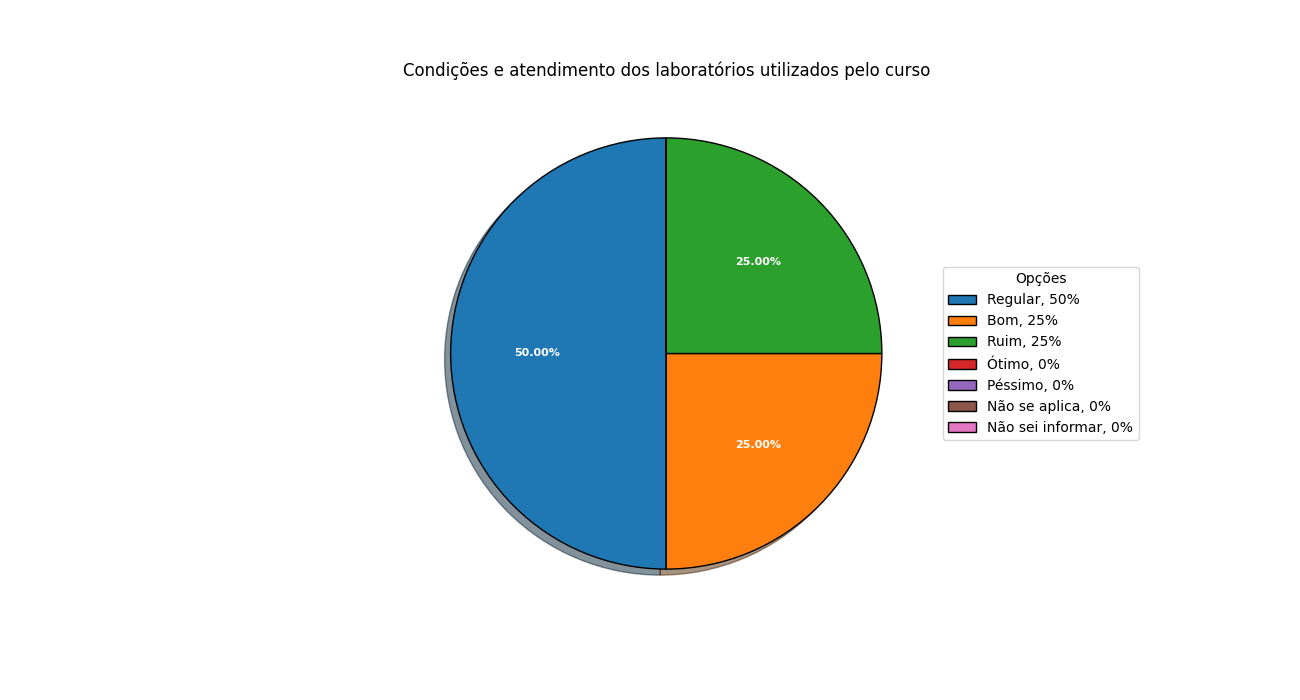 Condições e atendimento dos laboratórios utilizados pelo curso
25.00%
50.00%
25.00%
Opções
Regular, 50%
Bom, 25%
Ruim, 25%
Ótimo, 0%
Péssimo, 0%
Não se aplica, 0%
Não sei informar, 0%